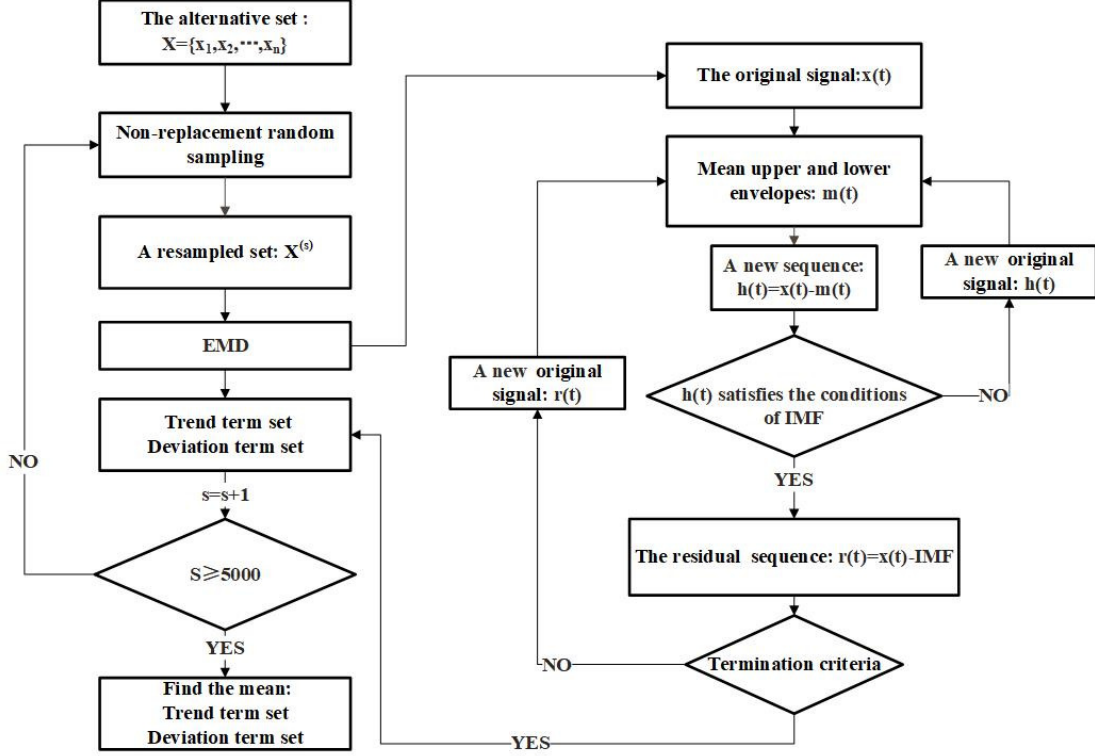 The alternative set :
X={x₁,x₂,⋯,xₙ}
Non-replacement random
sampling
A resampled set: X⁽ˢ⁾
EMD
Trend term set
Deviation term set
NO
s=s+1
S≥5000
YES
Find the mean:
Trend term set
Deviation term set
The original signal:x(t)
Mean upper and lower
envelopes: m(t)
A new sequence:
h(t)=x(t)-m(t)
A new original
signal: h(t)
A new original
signal: r(t)
h(t) satisfies the conditions
of IMF
NO
YES
The residual sequence: r(t)=x(t)-IMF
Termination criteria
NO
YES